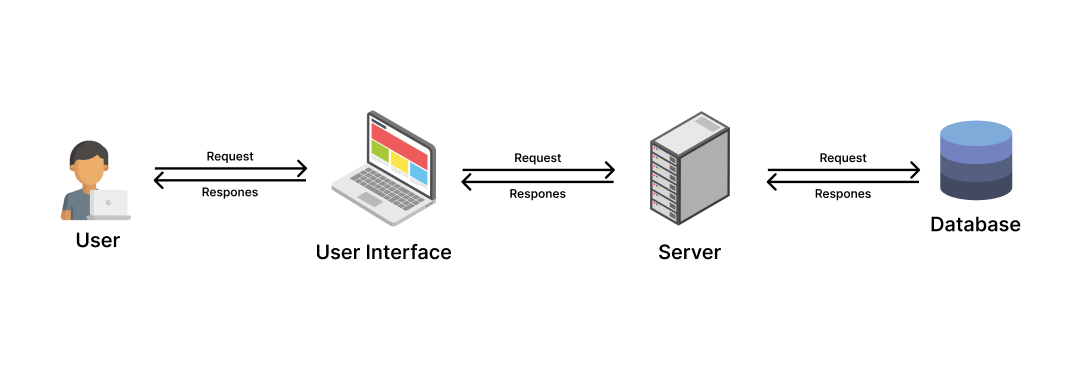 Request
Respones
User
Request
Respones
User Interface
Request
Respones
Server
Database